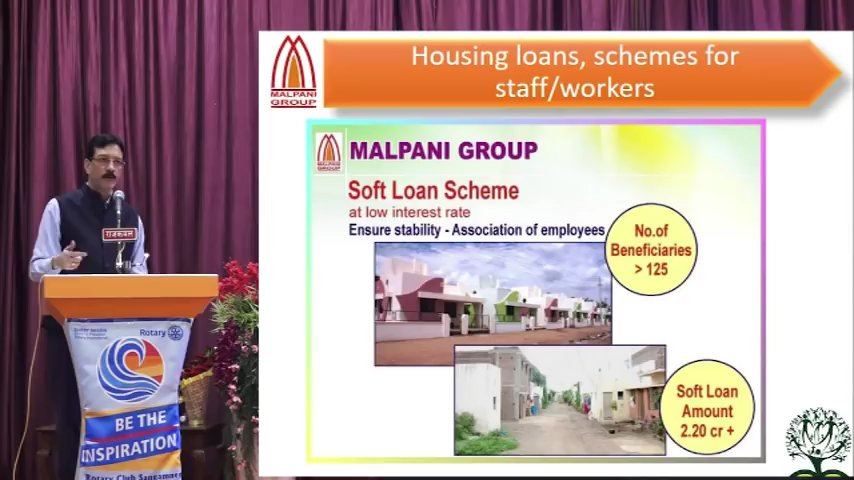 Housing loans, schemes for
staff/workers
MALPANI
GROUP
MALPANI GROUP
Soft Loan Scheme
at low interest rate
Ensure stability - Association of employees
No.of
Beneficiaries
> 125
Soft Loan
Amount
2.20 cr +
राजकमल
Rotary
BE THE
INSPIRATION
Rotary Club Sangamner